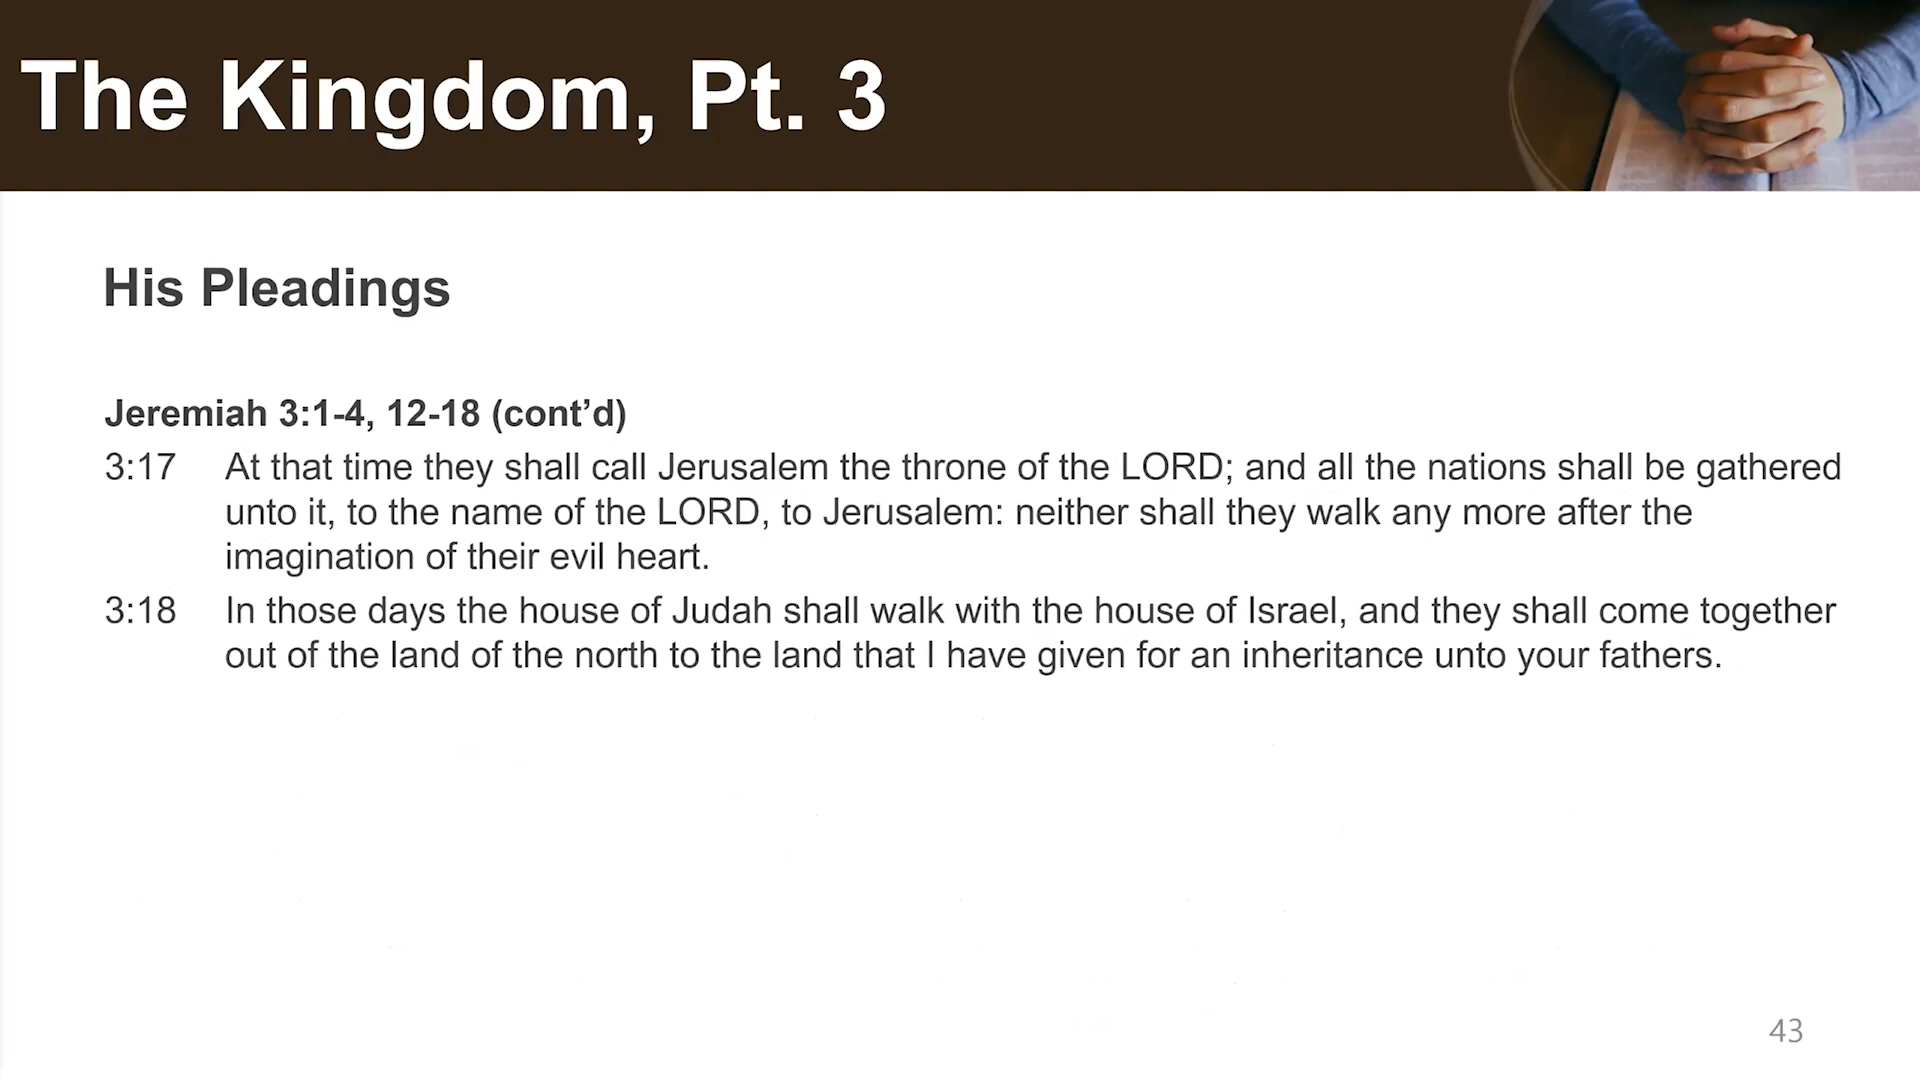 The Kingdom, Pt. 3
His Pleadings
Jeremiah 3:1-4, 12-18 (cont’d)
3:17 At that time they shall call Jerusalem the throne of the LORD; and all the nations shall be gathered
unto it, to the name of the LORD, to Jerusalem: neither shall they walk any more after the
imagination of their evil heart.
3:18 In those days the house of Judah shall walk with the house of Israel, and they shall come together
out of the land of the north to the land that I have given for an inheritance unto your fathers.
43